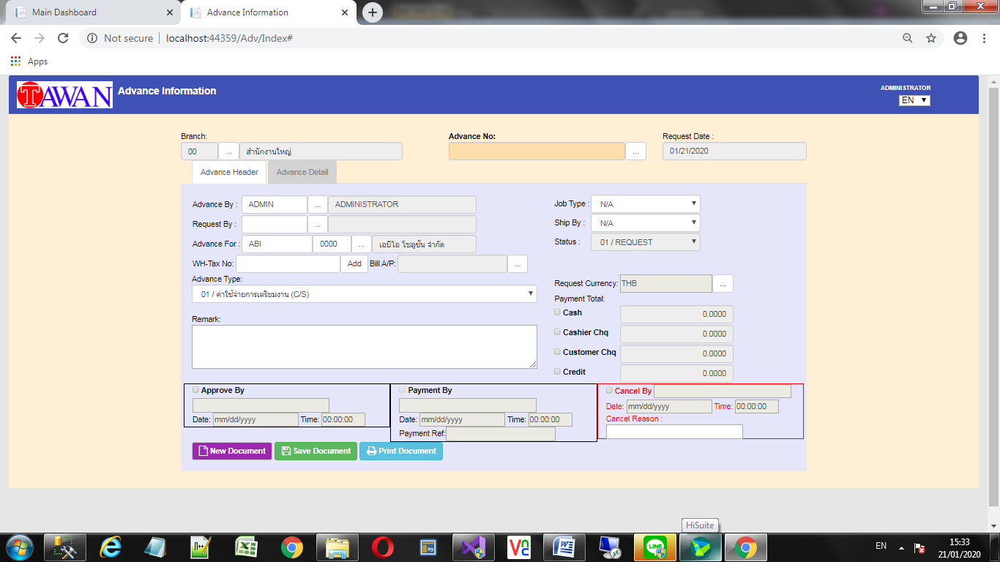 Main Dashboard
Advance Information
Not secure
localhost:44359/Adv/Index#
Apps
TAWAN
Advance Information
ADMINISTRATOR
EN
Branch:
Advance No:
Request Date :
00
...
สำนักงานใหญ่
...
01/21/2020
Advance Header
Advance Detail
Advance By :
ADMIN
...
ADMINISTRATOR
Job Type :
N/A
Request By :
...
Ship By :
N/A
Advance For :
ABI
0000
...
เอบีไอ โซลูชั่น จำกัด
Status :
01 / REQUEST
WH-Tax No:
Add
Bill A/P:
...
Advance Type:
01 / ค่าใช้จ่ายการเตรียมงาน (C/S)
Request Currency:
THB
...
Payment Total:
Remark:
Cash
0.0000
Cashier Chq
0.0000
Customer Chq
0.0000
Credit
0.0000
Approve By
Date:
mm/dd/yyyy
Time:
00:00:00
Payment By
Date:
mm/dd/yyyy
Time:
00:00:00
Payment Ref:
Cancel By
Date:
mm/dd/yyyy
Time:
00:00:00
Cancel Reason :
New Document
Save Document
Print Document
HiSuite
LINE
EN
15:33
21/01/2020